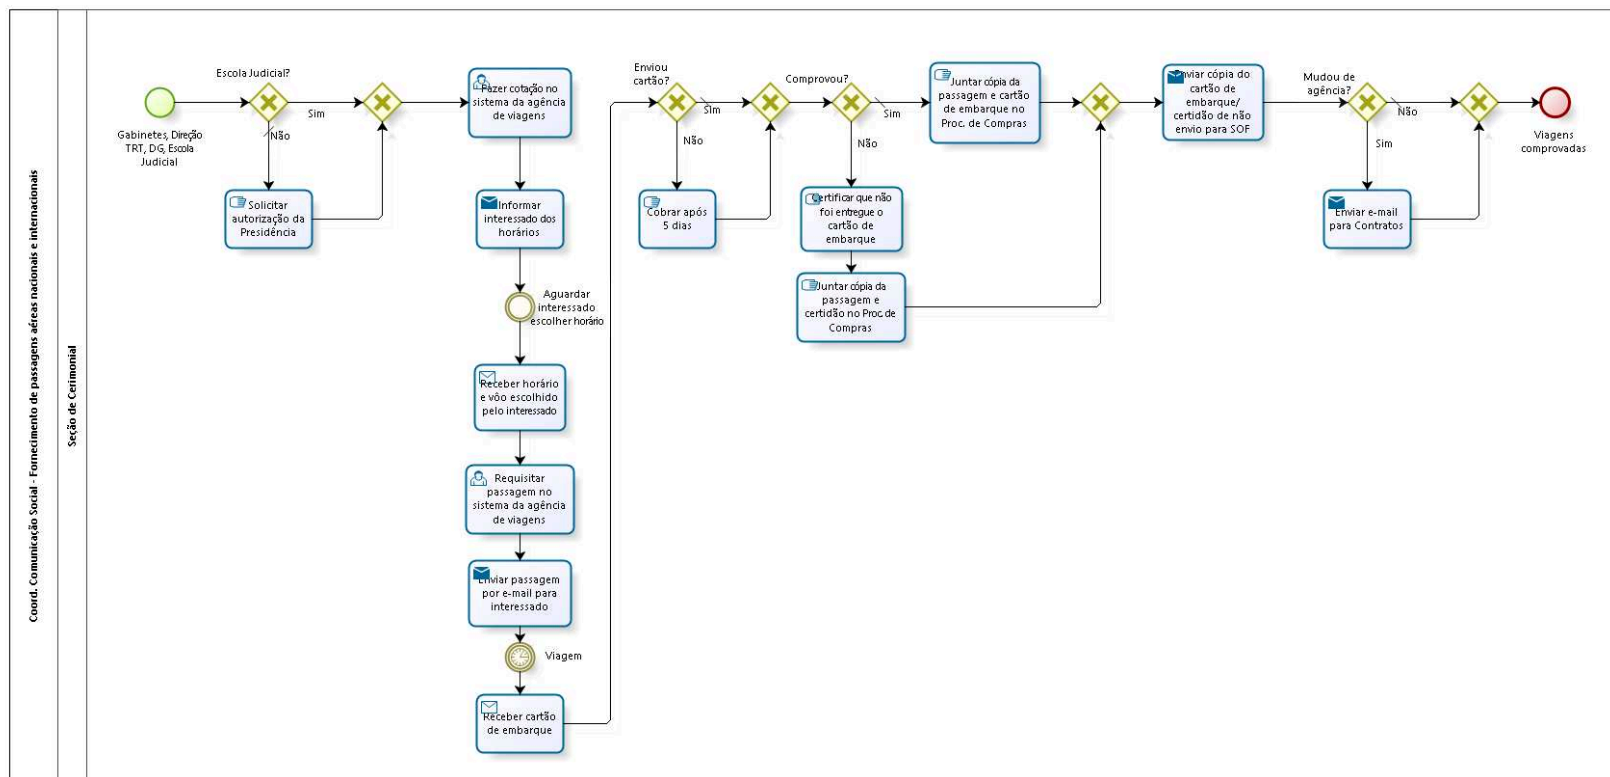 Coord. Comunicação Social - Fornecimento de passagens aéreas nacionais e internacionais
Seção de Cerimonial
Gabinetes, Direção
TRT, DG, Escola
Judicial
Escola Judicial?
Sim
Não
Solicitar
autorização da
Presidência
Fazer cotação no
sistema da agência
de viagens
Informar
interessado dos
horários
Aguardar
interessado
escolher horário
Receber horário
e vôo escolhido
pelo interessado
Requisitar
passagem no
sistema da agência
de viagens
Enviar passagem
por e-mail para
interessado
Viagem
Receber cartão
de embarque
Enviou
cartão?
Sim
Não
Cobrar após
5 dias
Comprovou?
Sim
Não
Certificar que não
foi entregue o
cartão de
embarque
Juntar cópia da
passagem e
certidão no Proc. de
Compras
Juntar cópia da
passagem e
cartão de embarque no
Proc. de Compras
Enviar cópia do
cartão de
embarque/
certidão de não
envio para SOF
Mudou de
agência?
Não
Sim
Enviar e-mail
para Contratos
Viagens
comprovadas